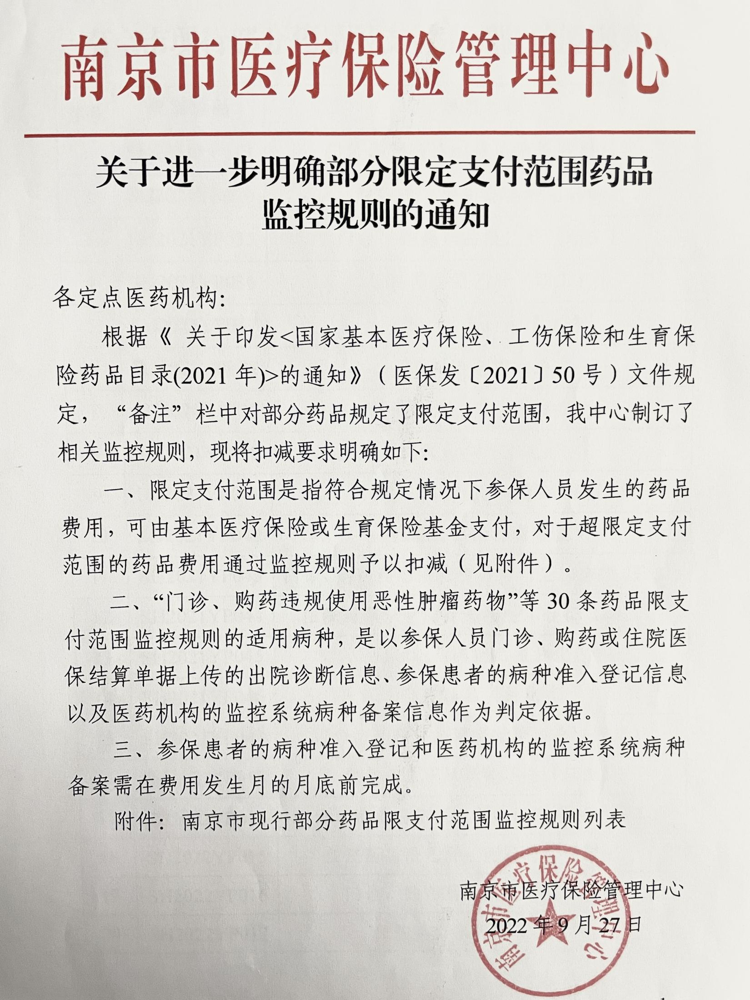 南京市医疗保险管理中心
关于进一步明确部分限定支付范围药品
监控规则的通知
各定点医药机构：
根据《 关于印发<国家基本医疗保险、工伤保险和生育保
险药品目录(2021 年)>的通知》（医保发〔2021〕50 号）文件规
定， “备注”栏中对部分药品规定了限定支付范围，我中心制订了
相关监控规则，现将扣减要求明确如下：
一、限定支付范围是指符合规定情况下参保人员发生的药品
费用，可由基本医疗保险或生育保险基金支付，对于超限定支付
范围的药品费用通过监控规则予以扣减（见附件）。
二、“门诊、购药违规使用恶性肿瘤药物”等 30 条药品限支
付范围监控规则的适用病种，是以参保人员门诊、购药或住院医
保结算单据上传的出院诊断信息、参保患者的病种准入登记信息
以及医药机构的监控系统病种备案信息作为判定依据。
三、参保患者的病种准入登记和医药机构的监控系统病种
备案需在费用发生月的月底前完成。
附件： 南京市现行部分药品限支付范围监控规则列表
南京市医疗保险管理中心
2022 年 9 月 27 日
南京市医疗保险管理中心